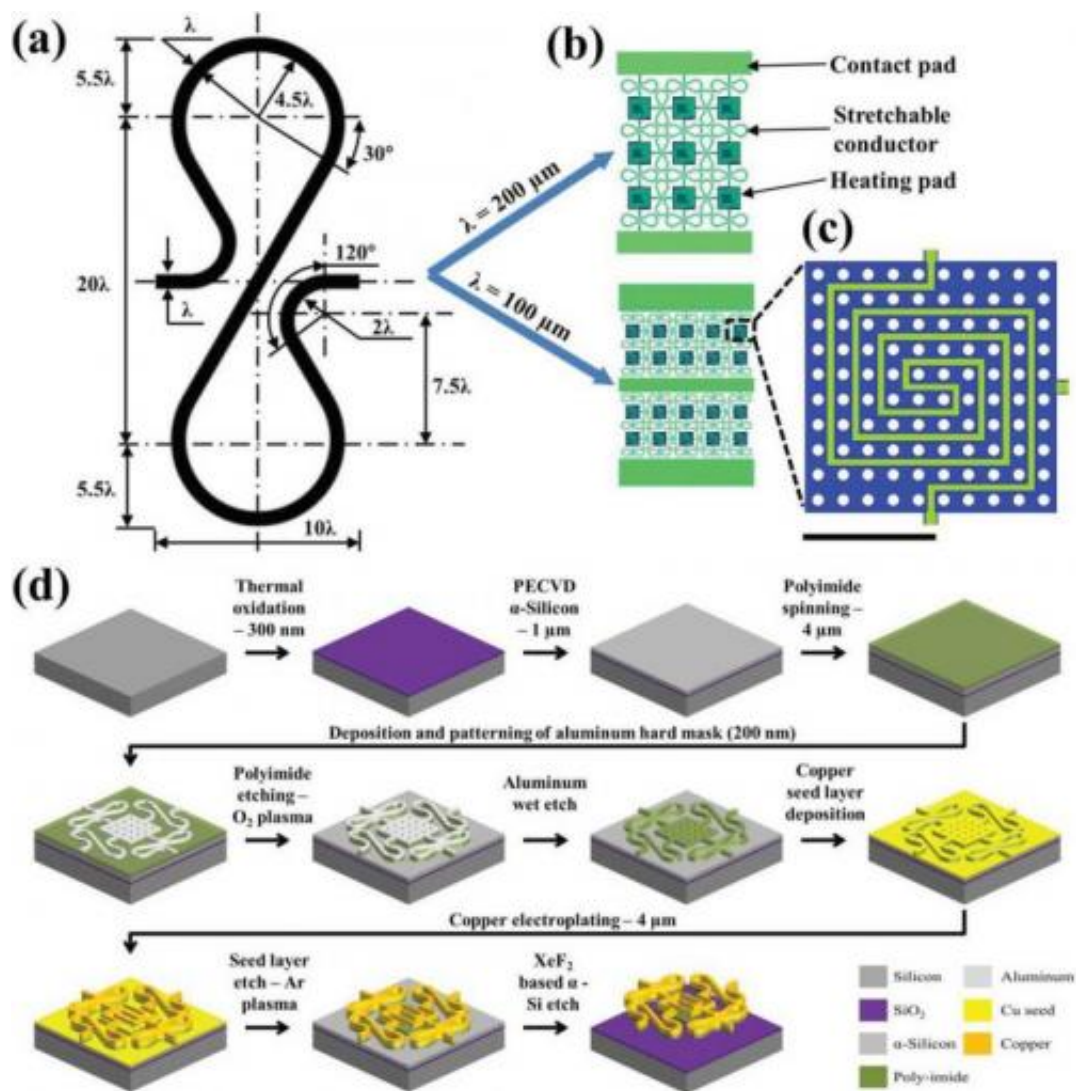 (a)
λ
5.5λ
4.5λ
30°
20λ
λ
120°
2λ
7.5λ
5.5λ
10λ
λ = 200 μm
λ = 100 μm
(b)
Contact pad
Stretchable
conductor
Heating pad
(c)
(d)
Thermal
oxidation
– 300 nm
PECVD
α-Silicon
– 1 μm
Polyimide
spinning –
4 μm
Deposition and patterning of aluminum hard mask (200 nm)
Polyimide
etching –
O₂ plasma
Aluminum
wet etch
Copper
seed layer
deposition
Copper electroplating – 4 μm
Seed layer
etch – Ar
plasma
XeF₂
based α -
Si etch
Silicon
Aluminum
SiO₂
Cu seed
α-Silicon
Copper
Poly-imide